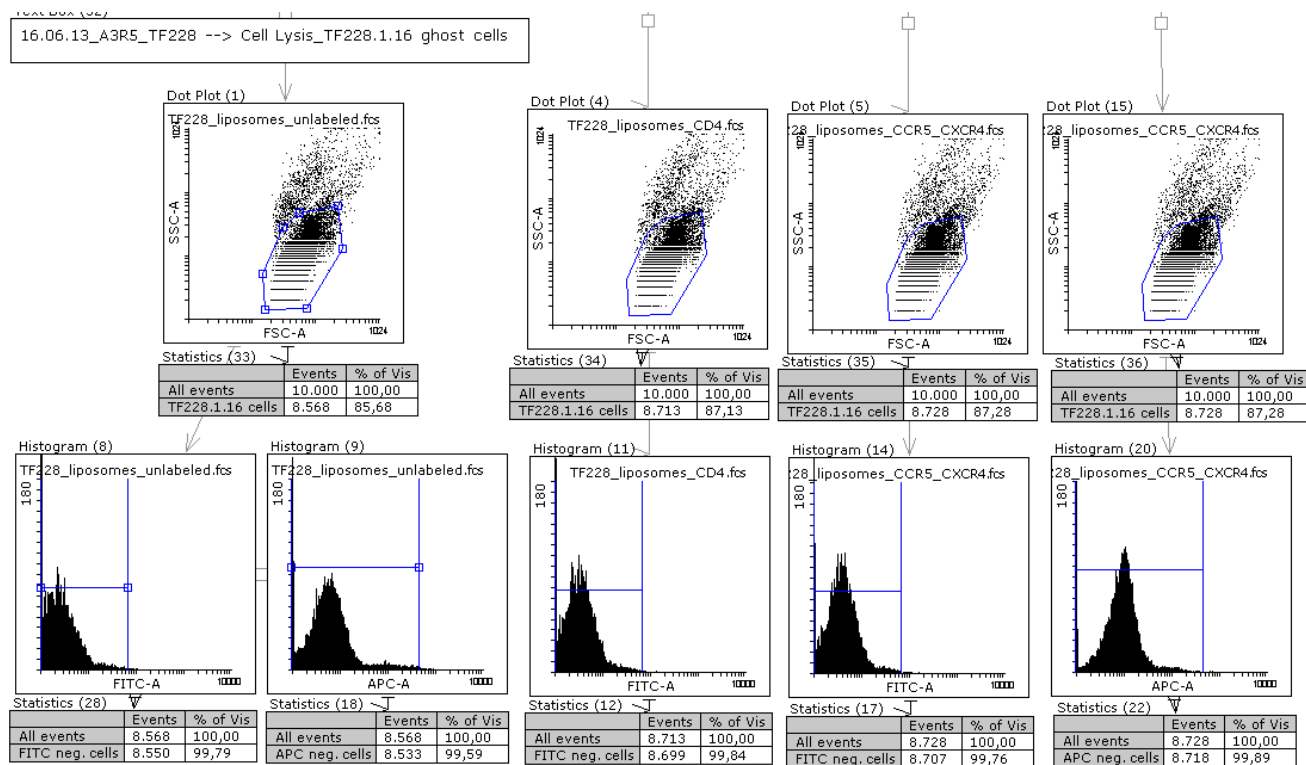 Text Box (32)
16.06.13_A3R5_TF228 --> Cell Lysis_TF228.1.16 ghost cells
Dot Plot (1)
TF228_liposomes_unlabeled.fcs
1024
SSC-A
FSC-A
1024
Statistics (33)
Events % of Vis
All events 10.000 100,00
TF228.1.16 cells 8.568 85,68
Dot Plot (4)
TF228_liposomes_CD4.fcs
1024
SSC-A
FSC-A
1024
Statistics (34)
Events % of Vis
All events 10.000 100,00
TF228.1.16 cells 8.713 87,13
Dot Plot (5)
28_liposomes_CCR5_CXCR4.fcs
1024
SSC-A
FSC-A
1024
Statistics (35)
Events % of Vis
All events 10.000 100,00
TF228.1.16 cells 8.728 87,28
Dot Plot (15)
28_liposomes_CCR5_CXCR4.fcs
1024
SSC-A
FSC-A
1024
Statistics (36)
Events % of Vis
All events 10.000 100,00
TF228.1.16 cells 8.728 87,28
Histogram (8)
TF228_liposomes_unlabeled.fcs
180
FITC-A
10000
Statistics (28)
Events % of Vis
All events 8.568 100,00
FITC neg. cells 8.550 99,79
Histogram (9)
TF228_liposomes_unlabeled.fcs
180
APC-A
10000
Statistics (18)
Events % of Vis
All events 8.568 100,00
APC neg. cells 8.533 99,59
Histogram (11)
TF228_liposomes_CD4.fcs
180
FITC-A
10000
Statistics (12)
Events % of Vis
All events 8.713 100,00
FITC neg. cells 8.699 99,84
Histogram (14)
28_liposomes_CCR5_CXCR4.fcs
180
FITC-A
10000
Statistics (17)
Events % of Vis
All events 8.728 100,00
FITC neg. cells 8.707 99,76
Histogram (20)
28_liposomes_CCR5_CXCR4.fcs
180
APC-A
10000
Statistics (22)
Events % of Vis
All events 8.728 100,00
APC neg. cells 8.718 99,89